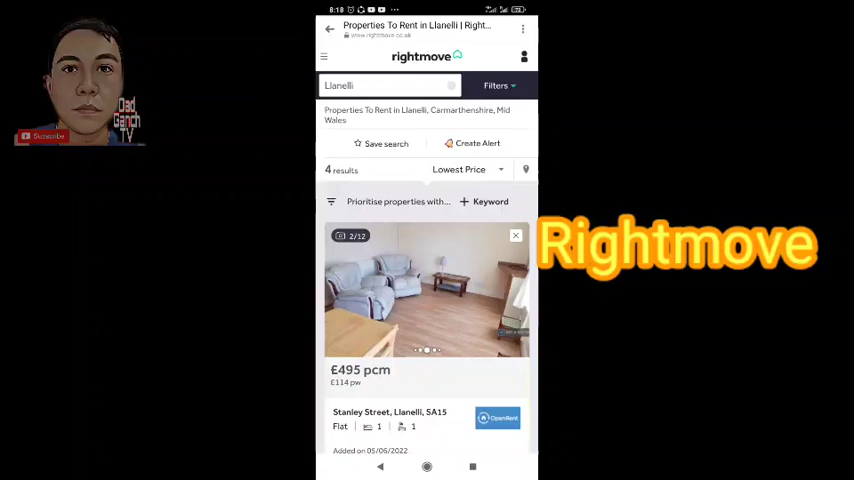 8:18
72
Properties To Rent in Llanelli | Right...
www.rightmove.co.uk
rightmove
Llanelli
Filters
Properties To Rent in Llanelli, Carmarthenshire, Mid
Wales
Save search
Create Alert
4 results
Lowest Price
Prioritise properties with...
+ Keyword
2/12
£495 pcm
£114 pw
Stanley Street, Llanelli, SA15
OpenRent
Flat | 1 | 1
Added on 05/06/2022
Rightmove
Dad
Ganch
TV
Subscribe